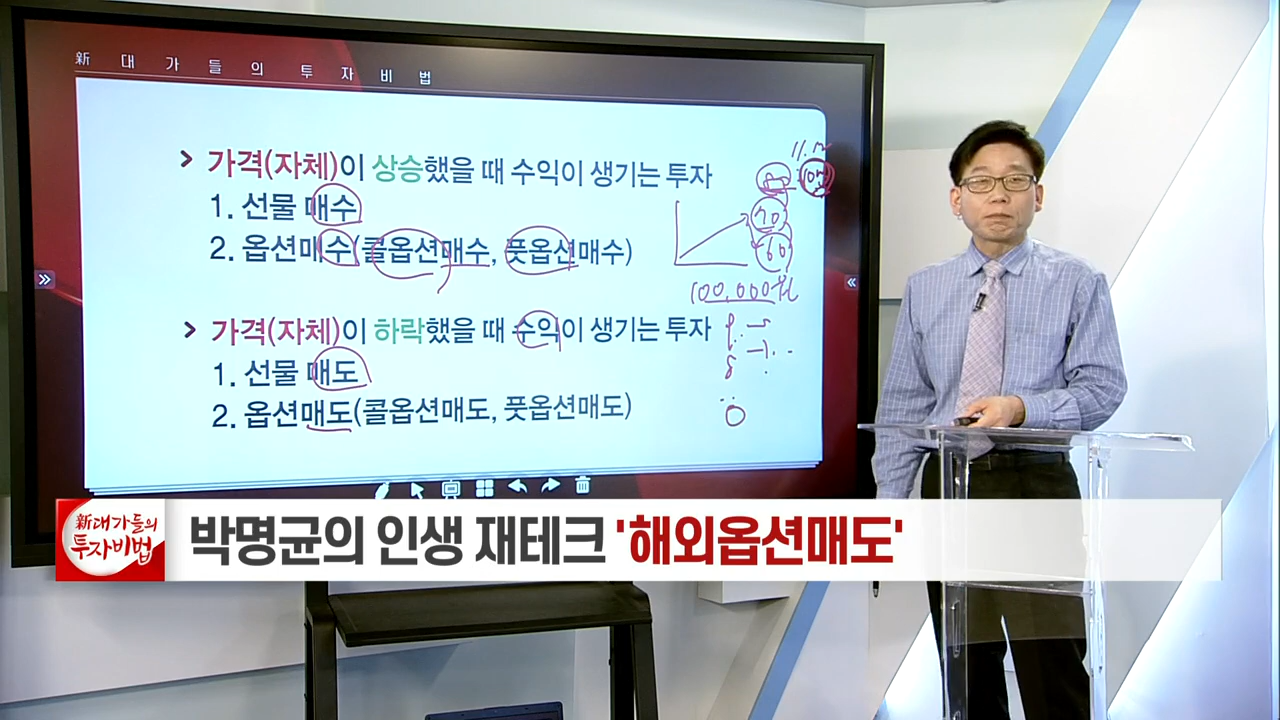 新 대 가 들 의 투 자 비 법
> 가격(자체)이 상승했을 때 수익이 생기는 투자
1. 선물 매수
2. 옵션매수(콜옵션매수, 풋옵션매수)
70
60
100,000
> 가격(자체)이 하락했을 때 수익이 생기는 투자
1. 선물 매도
2. 옵션매도(콜옵션매도, 풋옵션매도)
新대가들의
투자비법
박명균의 인생 재테크 '해외옵션매도'